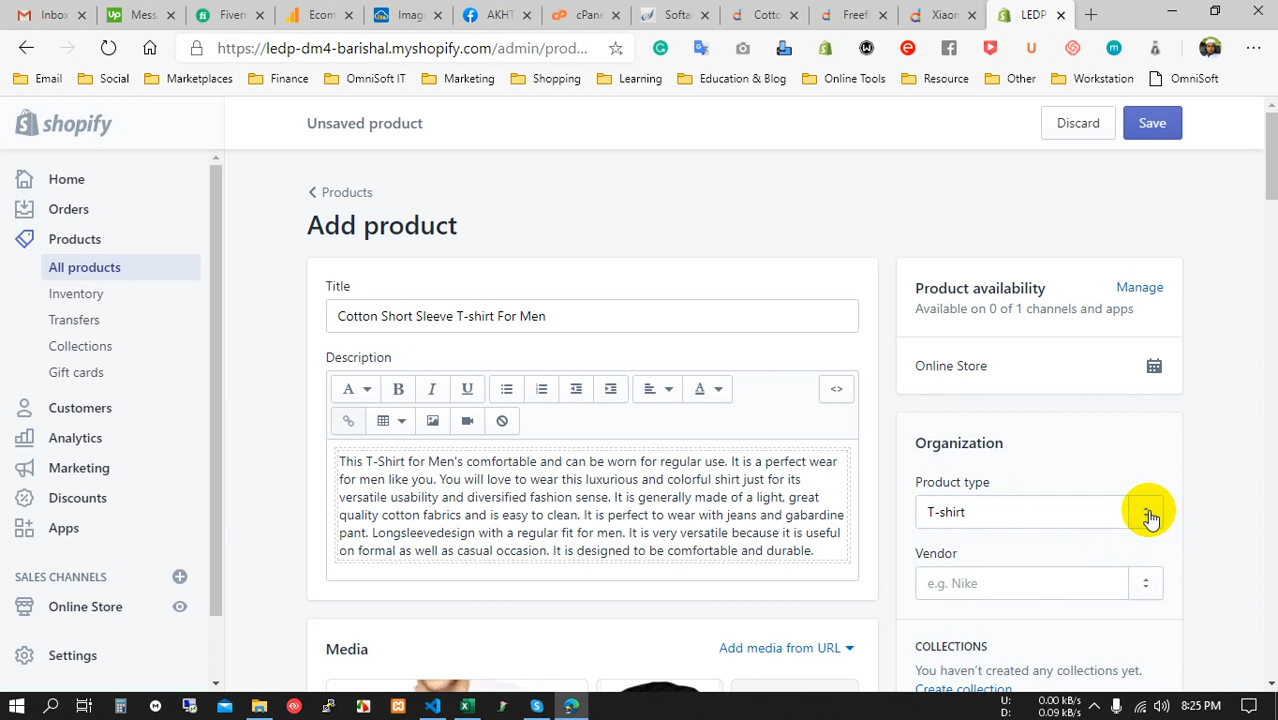 Inbox
Mess
Fiverr
Ecom
Imag
AKHT
cPane
Softa
Cotto
Freefi
Xiaon
LEDP
https://ledp-dm4-barishal.myshopify.com/admin/prod...
Email
Social
Marketplaces
Finance
OmniSoft IT
Marketing
Shopping
Learning
Education & Blog
Online Tools
Resource
Other
Workstation
OmniSoft
shopify
Unsaved product
Discard
Save
Home
Orders
Products
All products
Inventory
Transfers
Collections
Gift cards
Customers
Analytics
Marketing
Discounts
Apps
SALES CHANNELS
Online Store
Settings
Products
Add product
Title
Cotton Short Sleeve T-shirt For Men
Description
This T-Shirt for Men's comfortable and can be worn for regular use. It is a perfect wear
for men like you. You will love to wear this luxurious and colorful shirt just for its
versatile usability and diversified fashion sense. It is generally made of a light, great
quality cotton fabrics and is easy to clean. It is perfect to wear with jeans and gabardine
pant. Longsleevedesign with a regular fit for men. It is very versatile because it is useful
on formal as well as casual occasion. It is designed to be comfortable and durable.
Media
Add media from URL
Product availability
Manage
Available on 0 of 1 channels and apps
Online Store
Organization
Product type
T-shirt
Vendor
e.g. Nike
COLLECTIONS
You haven't created any collections yet.
Create collection
U: 0.00 kB/s
D: 0.09 kB/s
8:25 PM